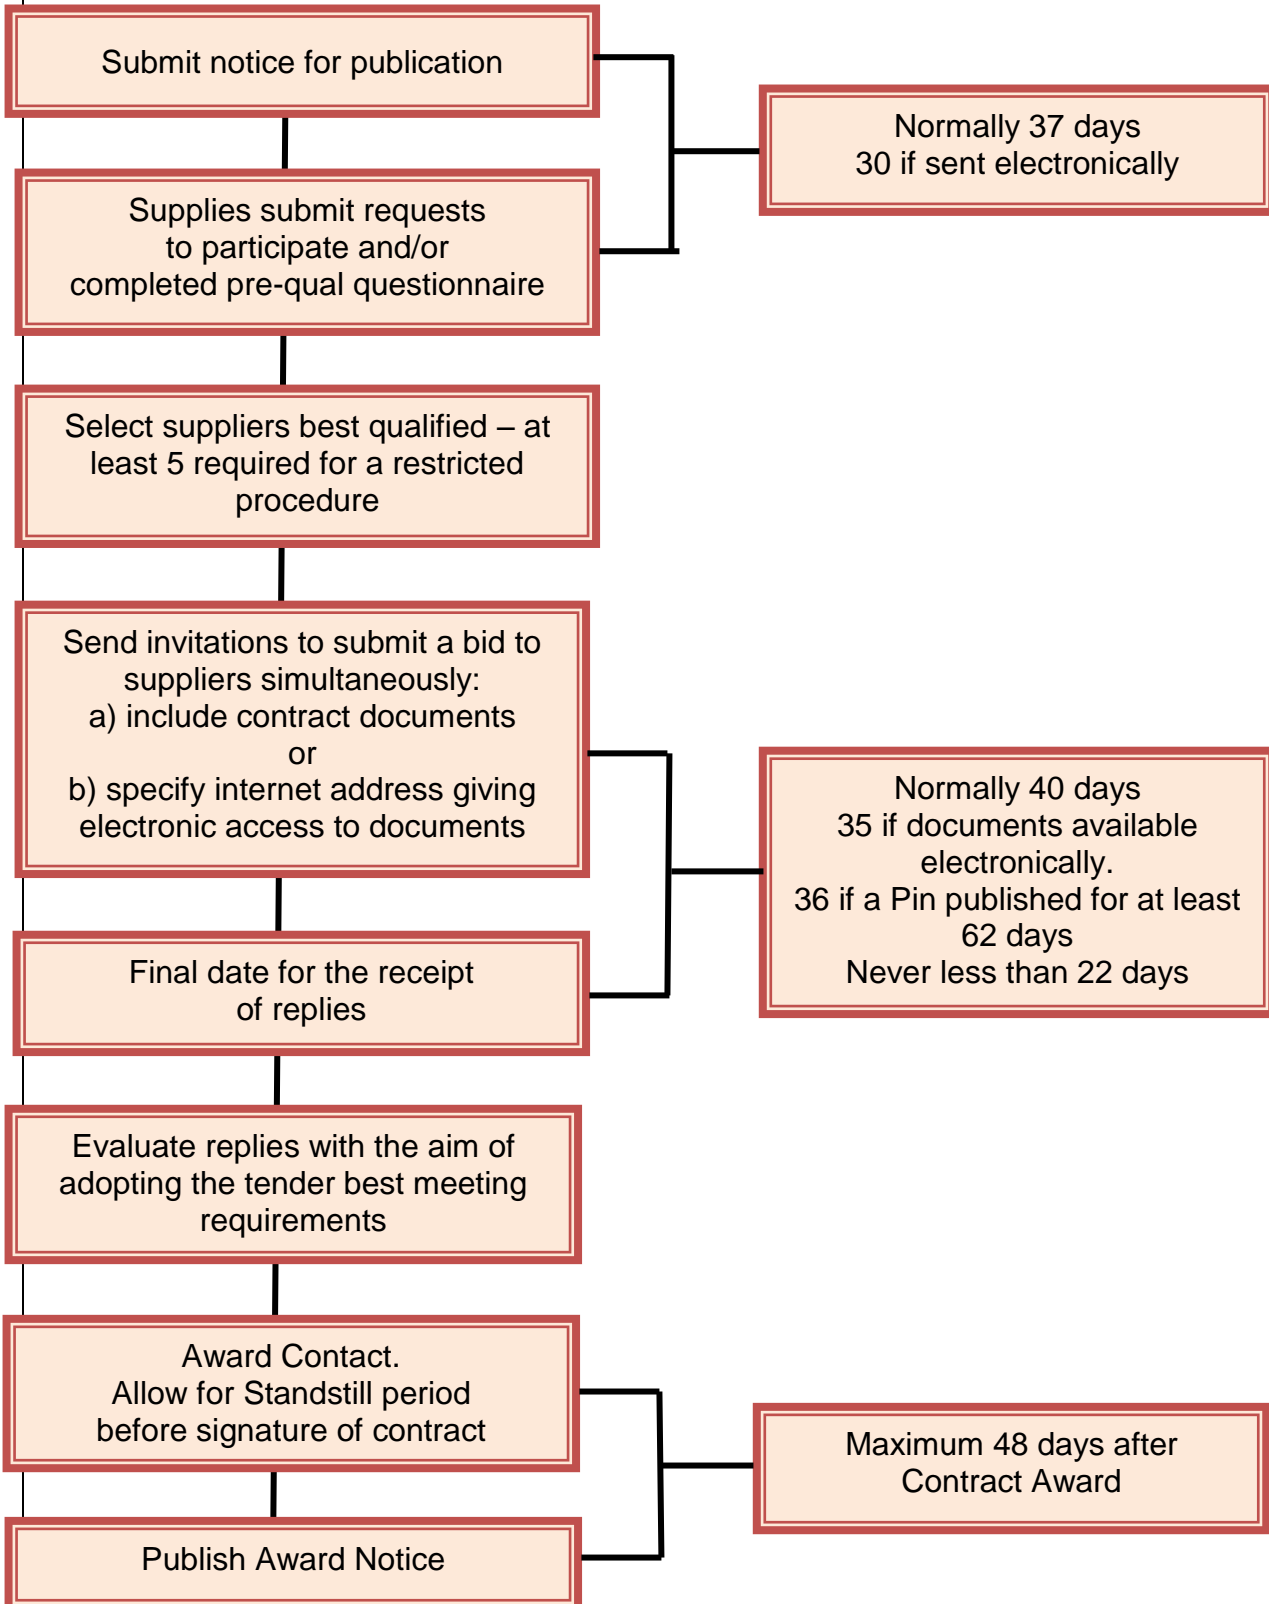 Submit notice for publication
Normally 37 days
30 if sent electronically
Supplies submit requests
to participate and/or
completed pre-qual questionnaire
Select suppliers best qualified – at
least 5 required for a restricted
procedure
Send invitations to submit a bid to
suppliers simultaneously:
a) include contract documents
or
b) specify internet address giving
electronic access to documents
Normally 40 days
35 if documents available
electronically.
36 if a Pin published for at least
62 days
Never less than 22 days
Final date for the receipt
of replies
Evaluate replies with the aim of
adopting the tender best meeting
requirements
Award Contact.
Allow for Standstill period
before signature of contract
Maximum 48 days after
Contract Award
Publish Award Notice